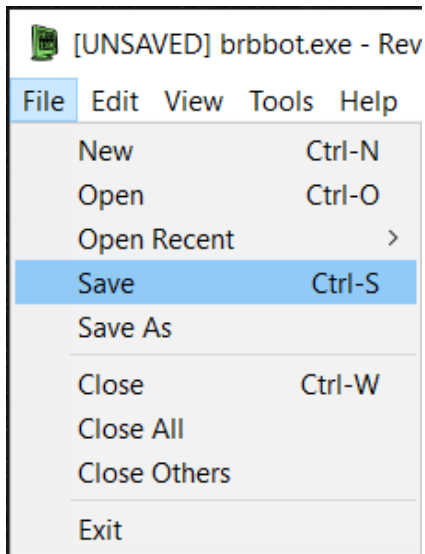 [UNSAVED] brbbot.exe - Rev
File Edit View Tools Help
New Ctrl-N
Open Ctrl-O
Open Recent >
Save Ctrl-S
Save As
Close Ctrl-W
Close All
Close Others
Exit